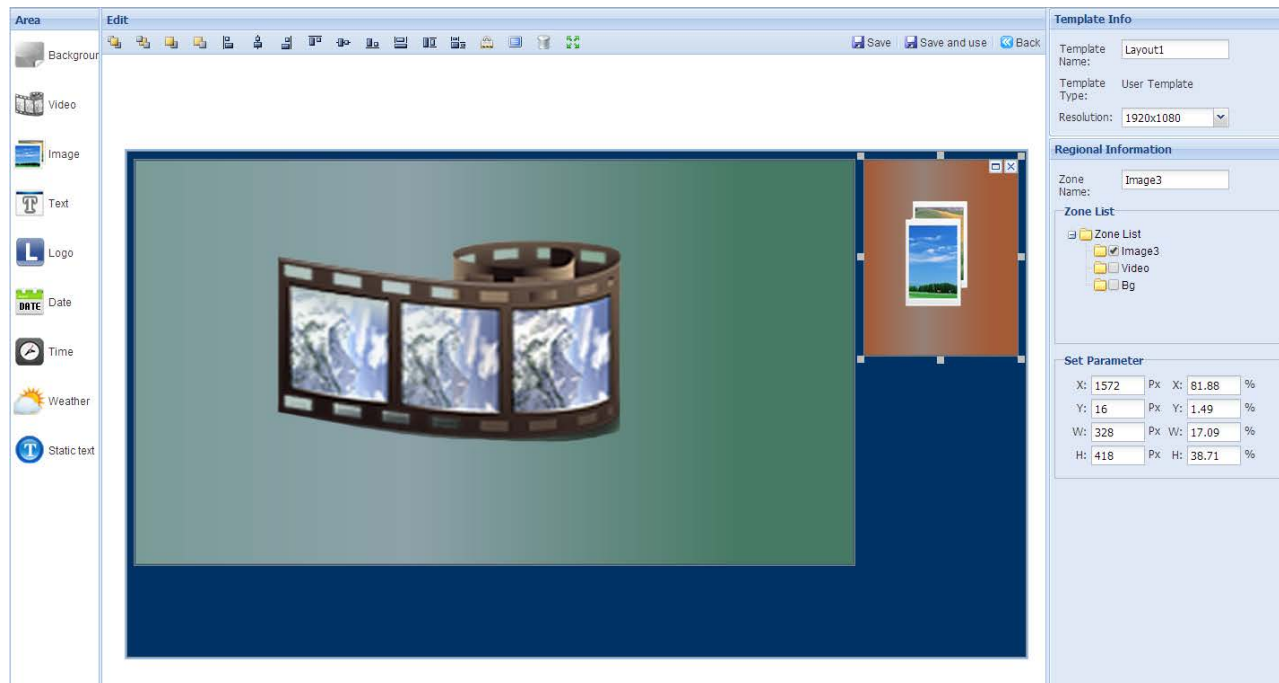 Area
Backgrour
Video
Image
T
Text
L
Logo
DATE
Date
Time
Weather
T
Static text
Edit
Save
Save and use
Back
Template Info
Template
Name:
Layout1
Template
Type:
User Template
Resolution:
1920x1080
Regional Information
Zone
Name:
Image3
Zone List
Zone List
Image3
Video
Bg
Set Parameter
X: 1572 Px X: 81.88 %
Y: 16 Px Y: 1.49 %
W: 328 Px W: 17.09 %
H: 418 Px H: 38.71 %